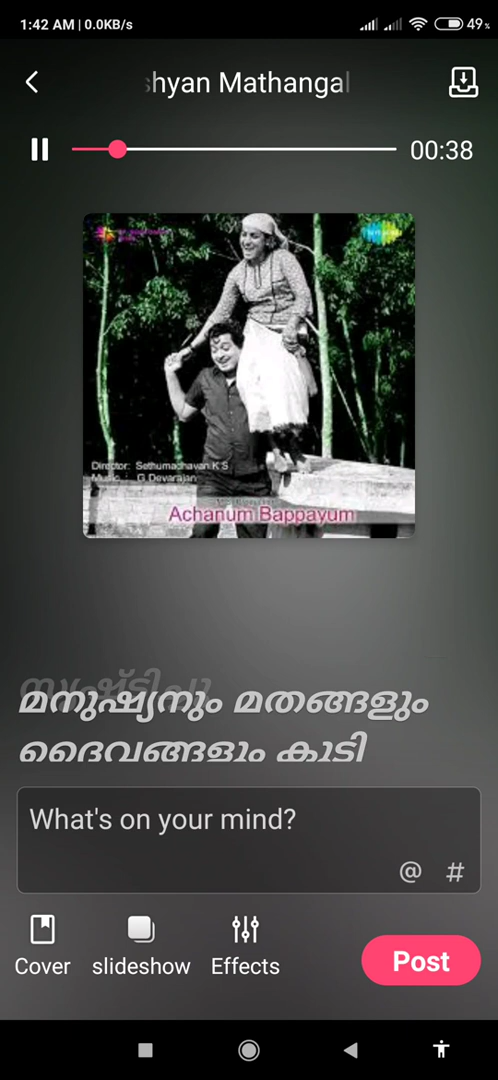 1:42 AM | 0.0KB/s
49%
shyan Mathangal
00:38
Director: Sethumadhavan K S
Music : G Devarajan
Achanum Bappayum
സൃഷ്ടിച്ചു
മനുഷ്യനും മതങ്ങളും
ദൈവങ്ങളും കൂടി
What's on your mind?
@ #
Cover slideshow Effects
Post